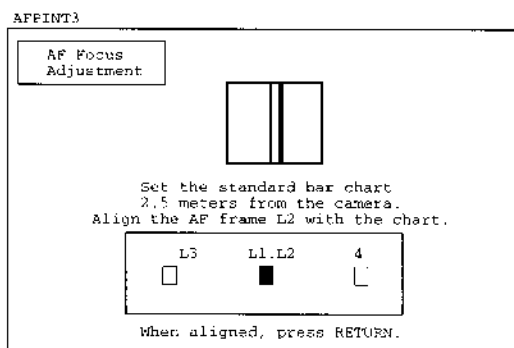 AFPINT3
AF Focus
Adjustment
Set the standard bar chart
2.5 meters from the camera.
Align the AF frame L2 with the chart.
L3 L1.L2 4
When aligned, press RETURN.